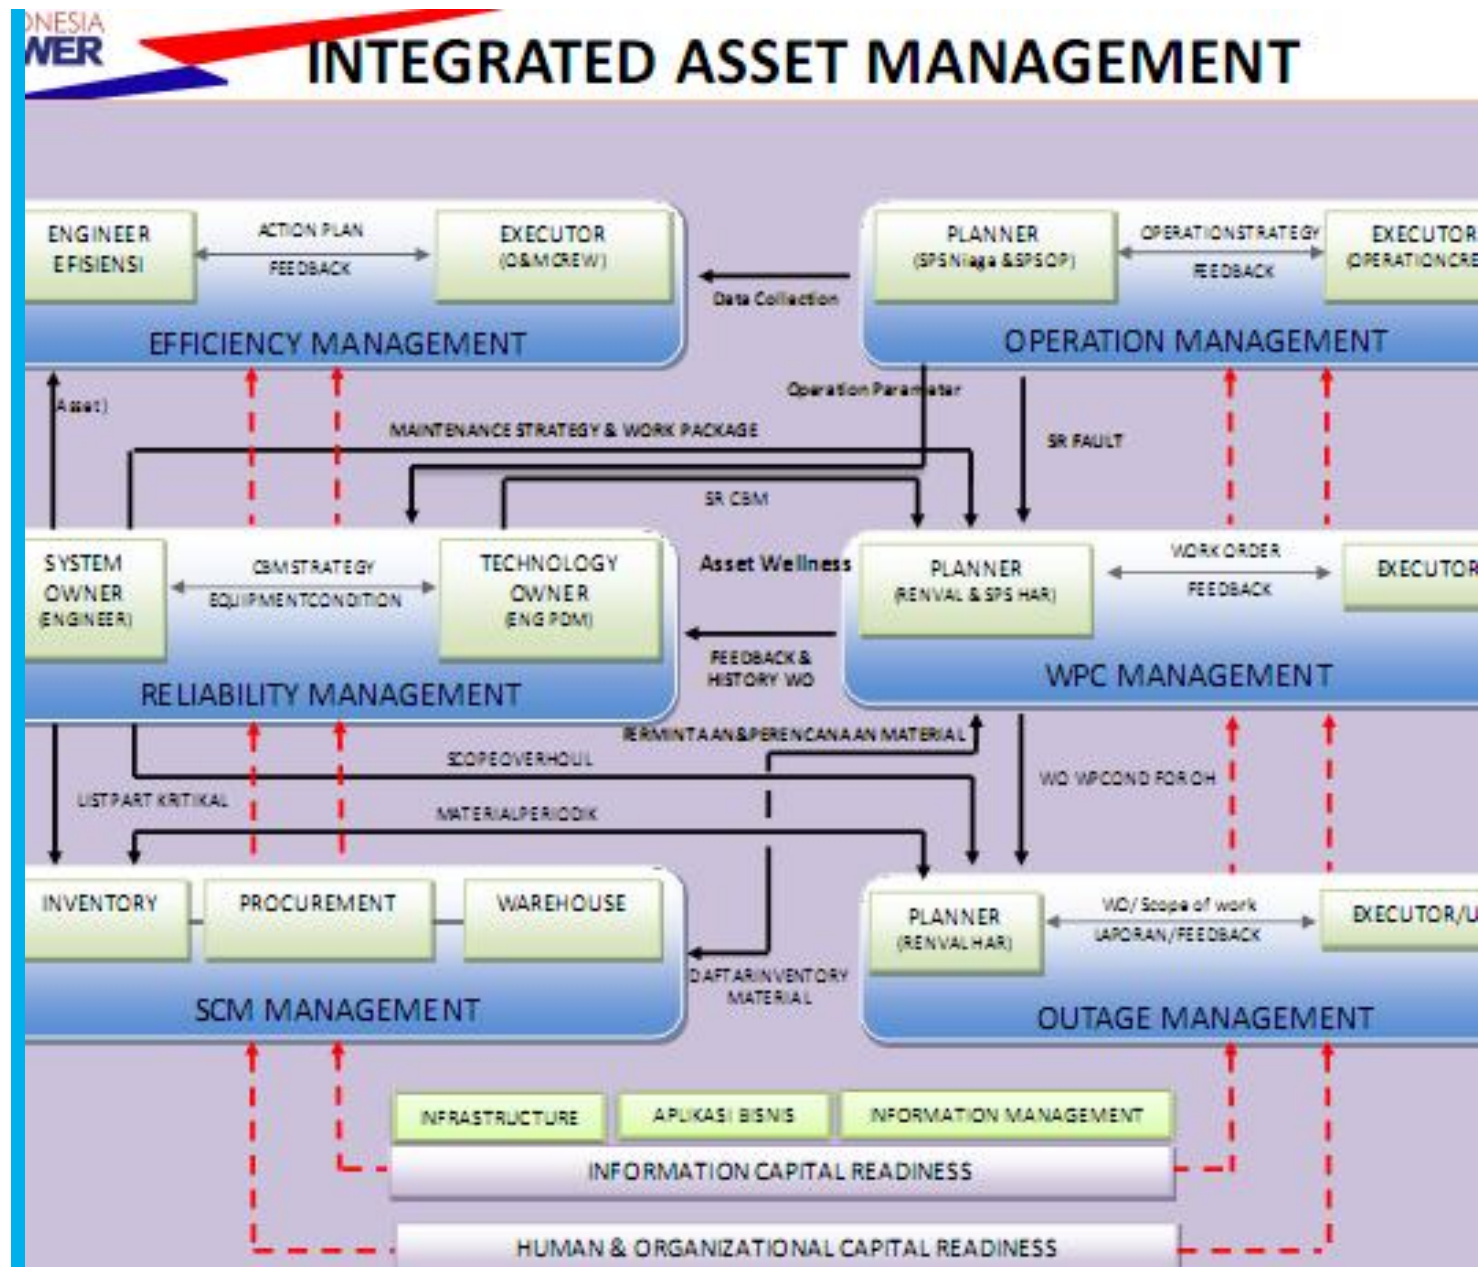 ONESIA
WER
INTEGRATED ASSET MANAGEMENT
ENGINEER
EFISIENSI
ACTION PLAN
FEEDBACK
EXECUTOR
(O&M CREW)
EFFICIENCY MANAGEMENT
Data Collection
PLANNER
(SPS Niaga & SPS OP)
OPERATION STRATEGY
FEEDBACK
EXECUTOR
(OPERATION CRE
OPERATION MANAGEMENT
Asset)
Operation Parameter
MAINTENANCE STRATEGY & WORK PACKAGE
SR FAULT
SR CBM
SYSTEM
OWNER
(ENGINEER)
CBM STRATEGY
EQUIPMENT CONDITION
TECHNOLOGY
OWNER
(ENG PDM)
RELIABILITY MANAGEMENT
Asset Wellness
FEEDBACK &
HISTORY WO
PLANNER
(RENVAL & SPS HAR)
WORK ORDER
FEEDBACK
EXECUTOR
WPC MANAGEMENT
PERMINTAAN & PERENCANAAN MATERIAL
SCOPE OVERHOUL
LIST PART KRITIKAL
MATERIAL PERIODIK
WO WPCOND FOR OH
INVENTORY
PROCUREMENT
WAREHOUSE
SCM MANAGEMENT
DAFTAR INVENTORY
MATERIAL
PLANNER
(RENVAL HAR)
WO/ Scope of work
LAPORAN/FEEDBACK
EXECUTOR/U
OUTAGE MANAGEMENT
INFRASTRUCTURE
APLIKASI BISNIS
INFORMATION MANAGEMENT
INFORMATION CAPITAL READINESS
HUMAN & ORGANIZATIONAL CAPITAL READINESS